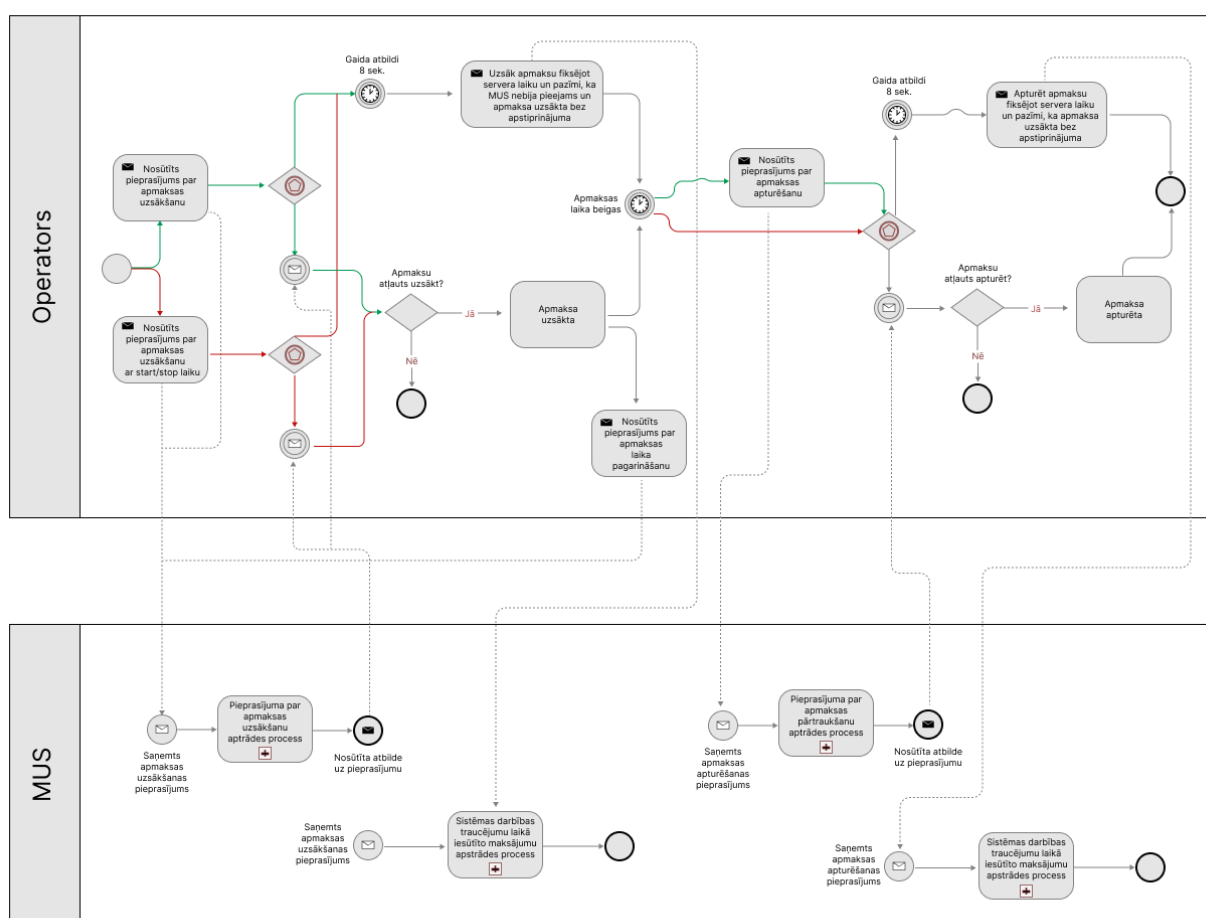 Operators
Gaida atbildi
8 sek.
Uzsāk apmaksu fiksējot
servera laiku un pazīmi, ka
MUS nebija pieejams un
apmaksa uzsākta bez
apstiprinājuma
Gaida atbildi
8 sek.
Apturēt apmaksu
fiksējot servera laiku
un pazīmi, ka apmaksa
uzsākta bez
apstiprinājuma
Nosūtīts
pieprasījums par
apmaksas
uzsākšanu
Nosūtīts
pieprasījums par
apmaksas
apturēšanu
Apmaksas
laika beigas
Apmaksu
atļauts uzsākt?
Jā
Nē
Apmaksa
uzsākta
Apmaksu
atļauts apturēt?
Jā
Nē
Apmaksa
apturēta
Nosūtīts
pieprasījums par
apmaksas
uzsākšanu
ar start/stop laiku
Nosūtīts
pieprasījums par
apmaksas
laika
pagarināšanu
MUS
Saņemts
apmaksas
uzsākšanas
pieprasījums
Pieprasījuma par
apmaksas
uzsākšanu
aptrādes process
Nosūtīta atbilde
uz pieprasījumu
Saņemts
apmaksas
apturēšanas
pieprasījums
Pieprasījuma par
apmaksas
pārtraukšanu
aptrādes process
Nosūtīta atbilde
uz pieprasījumu
Saņemts
apmaksas
uzsākšanas
pieprasījums
Sistēmas darbības
traucējumu laikā
iesūtīto maksājumu
apstrādes process
Saņemts
apmaksas
apturēšanas
pieprasījums
Sistēmas darbības
traucējumu laikā
iesūtīto maksājumu
apstrādes process